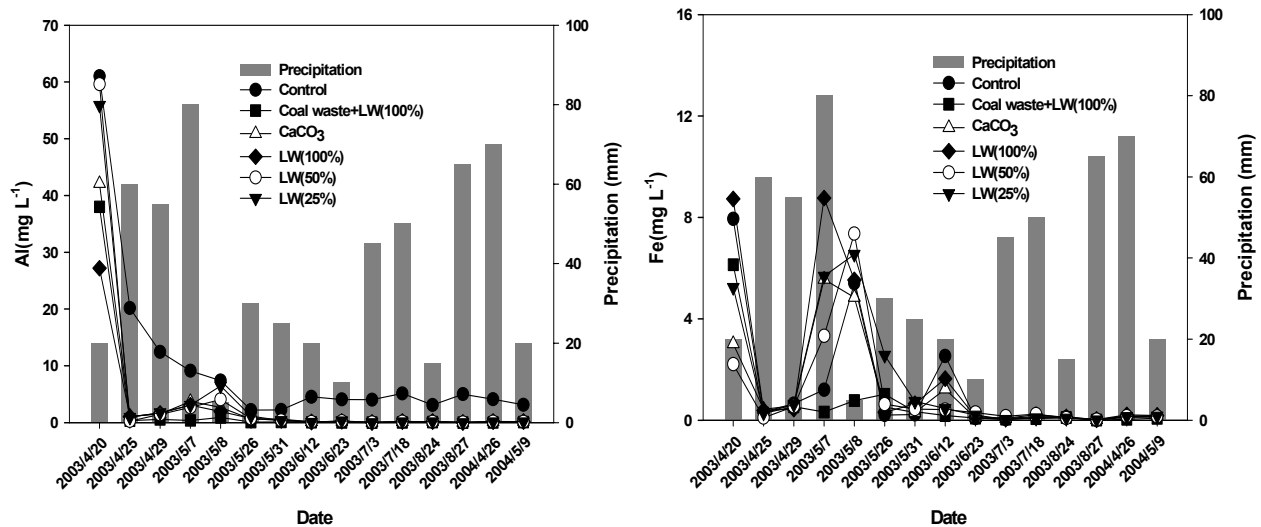 70
60
50
40
30
20
10
0
Al(mg L-1)
100
80
60
40
20
0
Precipitation (mm)
Precipitation
Control
Coal waste+LW(100%)
CaCO3
LW(100%)
LW(50%)
LW(25%)
2003/4/20
2003/4/25
2003/4/29
2003/5/7
2003/5/8
2003/5/26
2003/5/31
2003/6/12
2003/6/23
2003/7/3
2003/7/18
2003/8/24
2003/8/27
2004/4/26
2004/5/9
Date
16
12
8
4
0
Fe(mg L-1)
100
80
60
40
20
0
Precipitation (mm)
Precipitation
Control
Coal waste+LW(100%)
CaCO3
LW(100%)
LW(50%)
LW(25%)
2003/4/20
2003/4/25
2003/4/29
2003/5/7
2003/5/8
2003/5/26
2003/5/31
2003/6/12
2003/6/23
2003/7/3
2003/7/18
2003/8/24
2003/8/27
2004/4/26
2004/5/9
Date